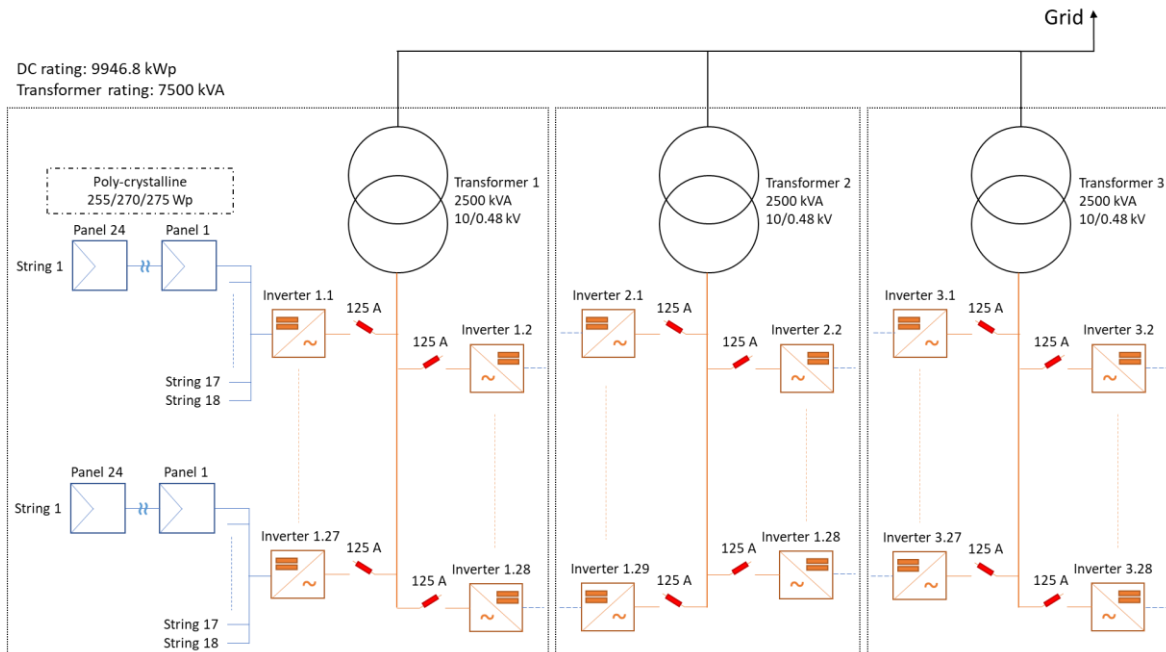 Grid
DC rating: 9946.8 kWp
Transformer rating: 7500 kVA
Poly-crystalline
255/270/275 Wp
Transformer 1
2500 kVA
10/0.48 kV
Transformer 2
2500 kVA
10/0.48 kV
Transformer 3
2500 kVA
10/0.48 kV
Panel 24
Panel 1
String 1
Inverter 1.1
125 A
125 A
Inverter 1.2
String 17
String 18
Inverter 2.1
125 A
125 A
Inverter 2.2
Inverter 3.1
125 A
125 A
Inverter 3.2
Panel 24
Panel 1
String 1
Inverter 1.27
125 A
125 A
Inverter 1.28
String 17
String 18
Inverter 1.29
125 A
125 A
Inverter 1.28
Inverter 3.27
125 A
125 A
Inverter 3.28